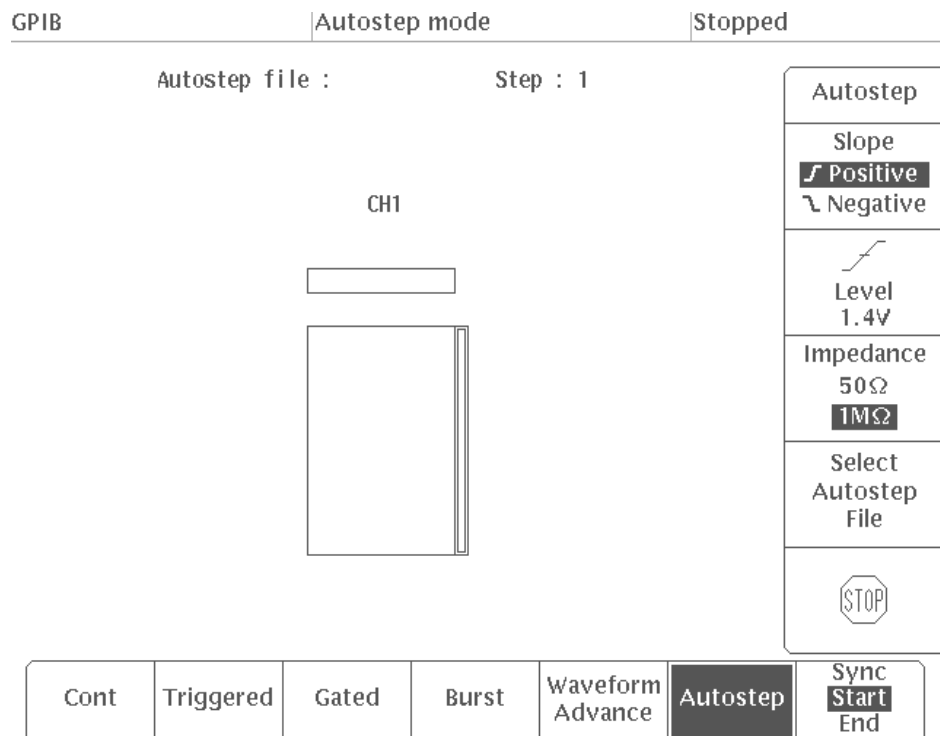 GPIB Autostep mode Stopped
Autostep file : Step : 1
CH1
Autostep
Slope
Positive
Negative
Level
1.4V
Impedance
50Ω
1MΩ
Select
Autostep
File
STOP
Cont Triggered Gated Burst
Waveform
Advance
Autostep
Sync
Start
End